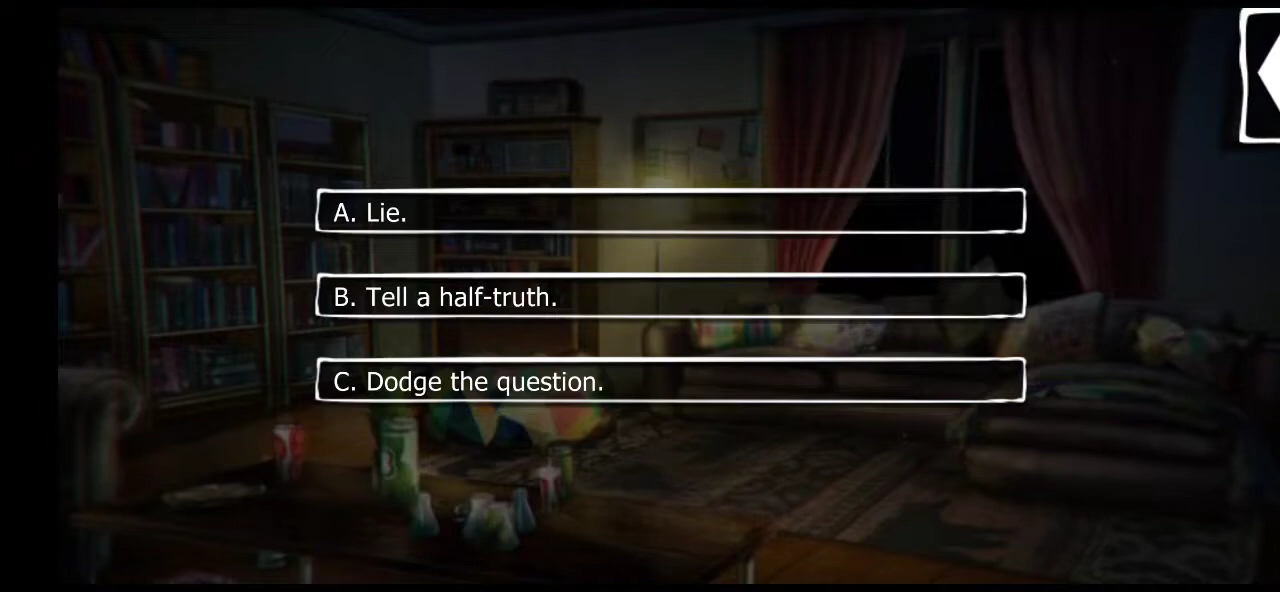 A. Lie.
B. Tell a half-truth.
C. Dodge the question.